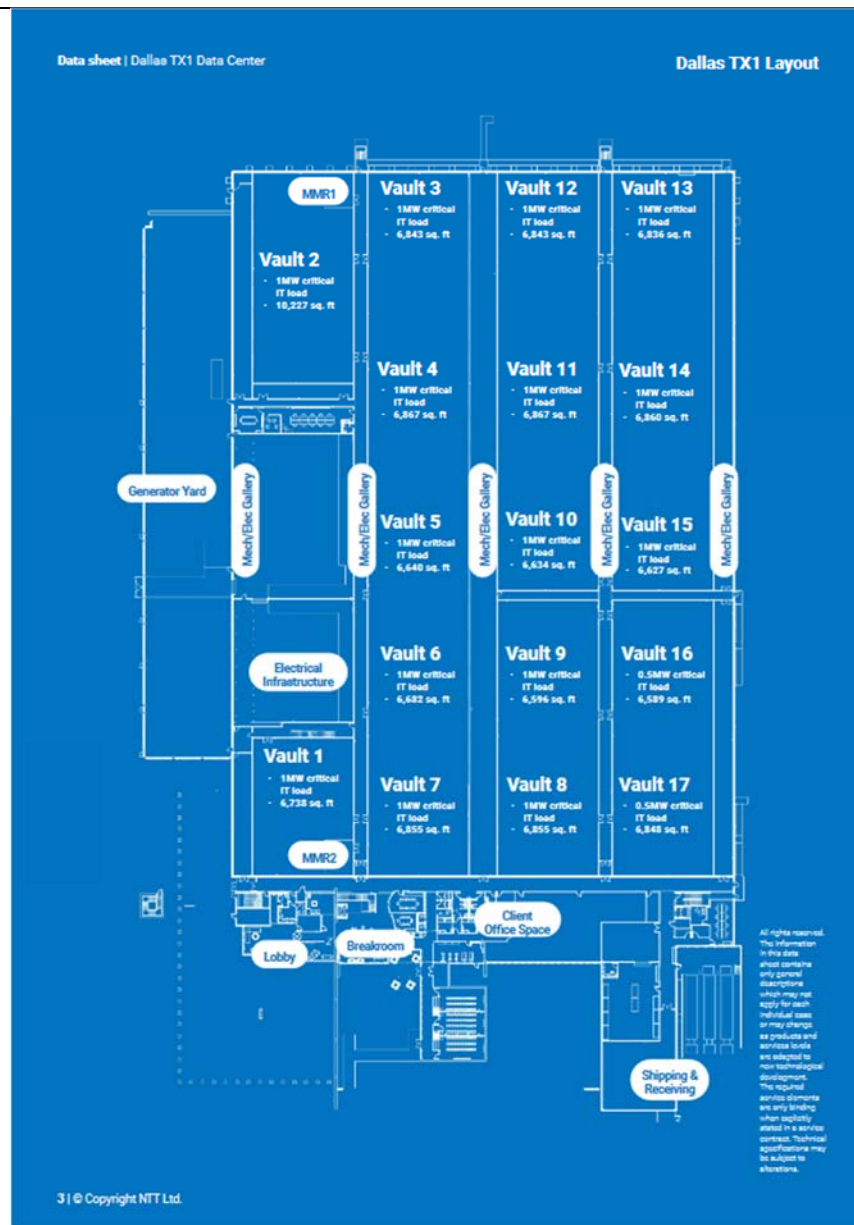 Data sheet | Dallas TX1 Data Center
Dallas TX1 Layout
MMR1
Vault 2
- 1MW critical
IT load
- 10,227 sq. ft
Vault 3
- 1MW critical
IT load
- 6,843 sq. ft
Vault 12
- 1MW critical
IT load
- 6,843 sq. ft
Vault 13
- 1MW critical
IT load
- 6,836 sq. ft
Vault 4
- 1MW critical
IT load
- 6,867 sq. ft
Vault 11
- 1MW critical
IT load
- 6,867 sq. ft
Vault 14
- 1MW critical
IT load
- 6,860 sq. ft
Generator Yard
Mech/Elec Gallery
Mech/Elec Gallery
Mech/Elec Gallery
Mech/Elec Gallery
Mech/Elec Gallery
Vault 5
- 1MW critical
IT load
- 6,640 sq. ft
Vault 10
- 1MW critical
IT load
- 6,634 sq. ft
Vault 15
- 1MW critical
IT load
- 6,627 sq. ft
Electrical
Infrastructure
Vault 6
- 1MW critical
IT load
- 6,682 sq. ft
Vault 9
- 1MW critical
IT load
- 6,596 sq. ft
Vault 16
- 0.5MW critical
IT load
- 6,589 sq. ft
Vault 1
- 1MW critical
IT load
- 6,738 sq. ft
MMR2
Vault 7
- 1MW critical
IT load
- 6,855 sq. ft
Vault 8
- 1MW critical
IT load
- 6,855 sq. ft
Vault 17
- 0.5MW critical
IT load
- 6,848 sq. ft
Lobby
Breakroom
Client
Office Space
Shipping &
Receiving
All rights reserved.
The information
in this data
sheet contains
only general
descriptions
which may not
apply for each
individual case
or may change
as products and
services levels
are adapted to
new technological
development.
The required
service elements
are only binding
when explicitly
stated in a service
contract. Technical
specifications may
be subject to
alterations.
3 | © Copyright NTT Ltd.